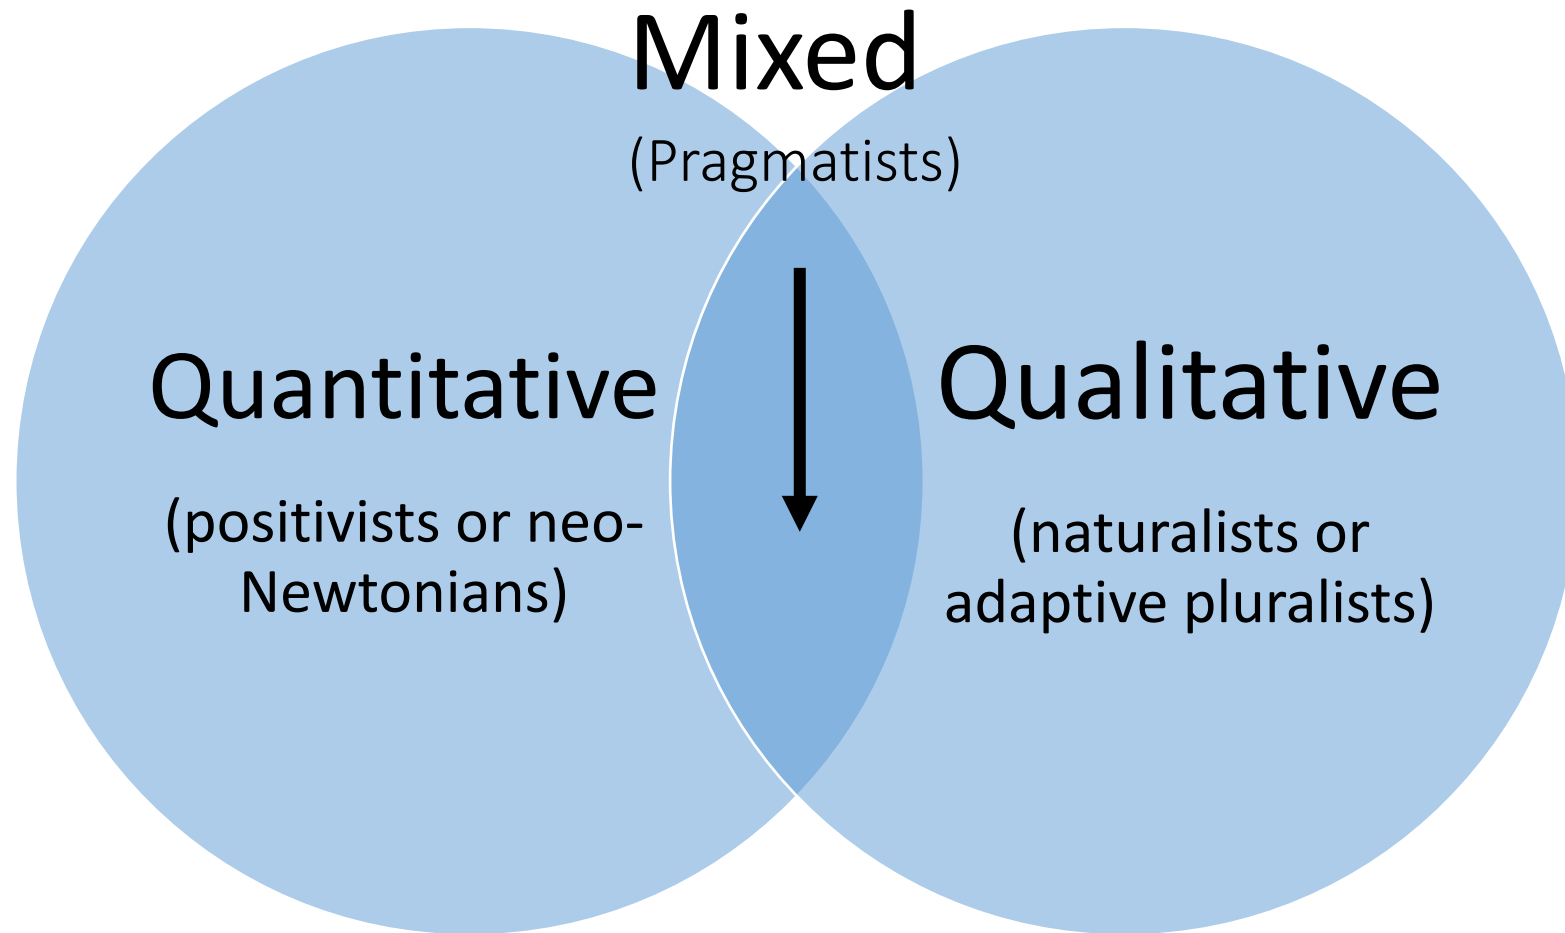 Mixed
(Pragmatists)
Quantitative
(positivists or neo-
Newtonians)
Qualitative
(naturalists or
adaptive pluralists)